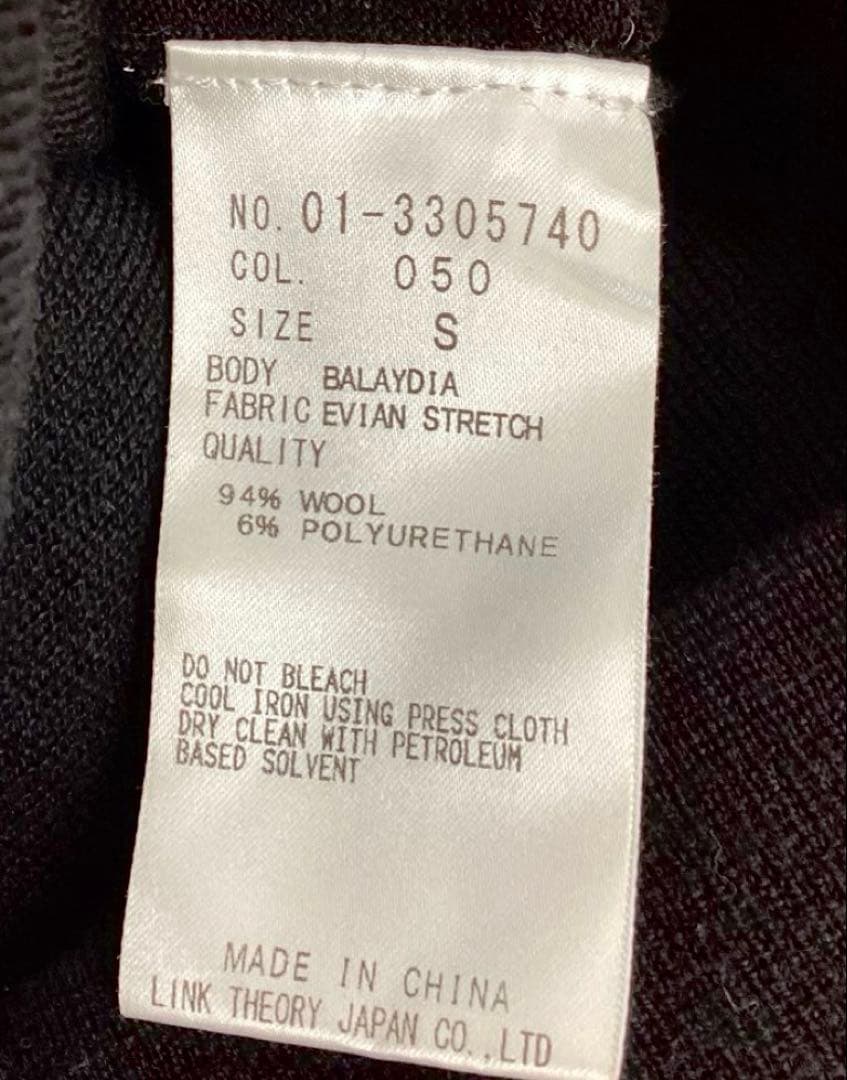 NO. 01-3305740
COL. 050
SIZE S
BODY BALAYDIA
FABRIC EVIAN STRETCH
QUALITY
94% WOOL
6% POLYURETHANE
DO NOT BLEACH
COOL IRON USING PRESS CLOTH
DRY CLEAN WITH PETROLEUM
BASED SOLVENT
MADE IN CHINA
LINK THEORY JAPAN CO.,LTD